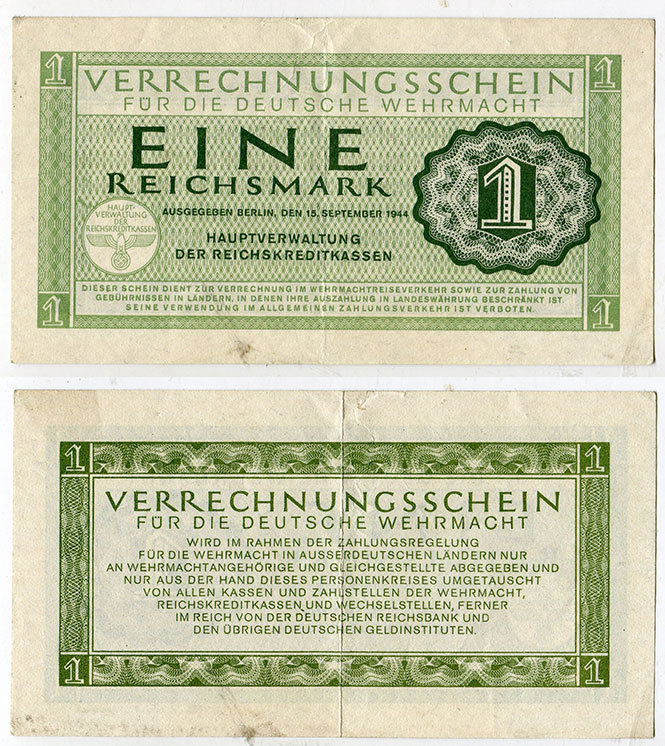 1
1
VERRECHNUNGSSCHEIN
FÜR DIE DEUTSCHE WEHRMACHT
EINE
REICHSMARK
1
AUSGEGEBEN BERLIN, DEN 15. SEPTEMBER 1944
HAUPT-
VERWALTUNG
DER
REICHSKREDITKASSEN
HAUPTVERWALTUNG
DER REICHSKREDITKASSEN
DIESER SCHEIN DIENT ZUR VERRECHNUNG IM WEHRMACHTREISEVERKEHR SOWIE ZUR ZAHLUNG VON
GEBÜHRNISSEN IN LÄNDERN, IN DENEN IHRE AUSZAHLUNG IN LANDESWÄHRUNG BESCHRÄNKT IST.
SEINE VERWENDUNG IM ALLGEMEINEN ZAHLUNGSVERKEHR IST VERBOTEN.
1
1
1
1
VERRECHNUNGSSCHEIN
FÜR DIE DEUTSCHE WEHRMACHT
WIRD IM RAHMEN DER ZAHLUNGSREGELUNG
FÜR DIE WEHRMACHT IN AUSSERDEUTSCHEN LÄNDERN NUR
AN WEHRMACHTANGEHÖRIGE UND GLEICHGESTELLTE ABGEGEBEN UND
NUR AUS DER HAND DIESES PERSONENKREISES UMGETAUSCHT
VON ALLEN KASSEN UND ZAHLSTELLEN DER WEHRMACHT,
REICHSKREDITKASSEN UND WECHSELSTELLEN, FERNER
IM REICH VON DER DEUTSCHEN REICHSBANK UND
DEN ÜBRIGEN DEUTSCHEN GELDINSTITUTEN.
1
1